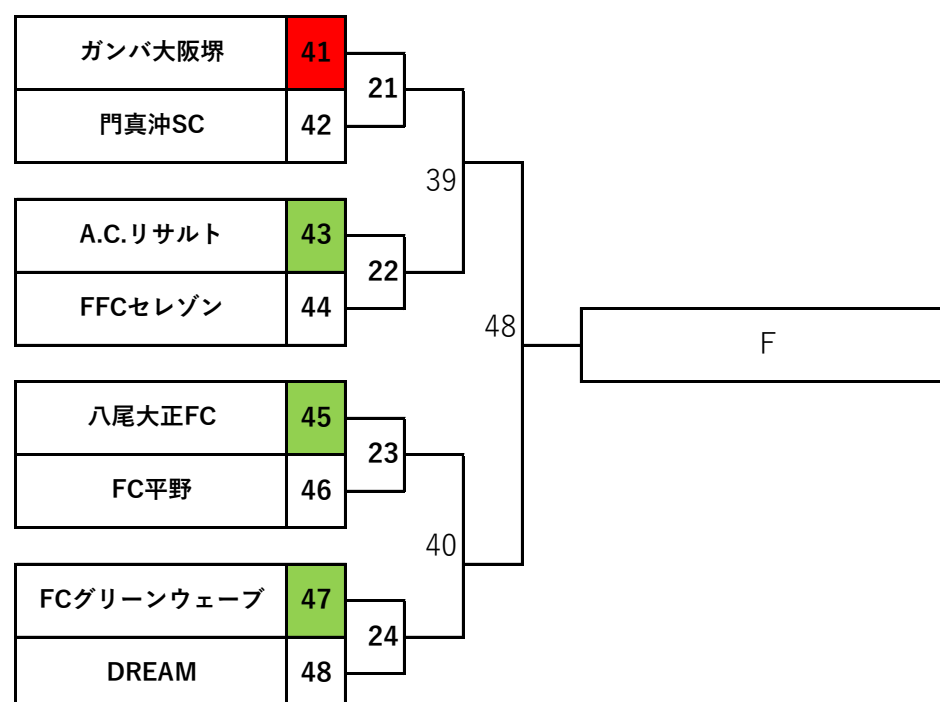 ガンバ大阪堺 41
21
門真沖SC 42
39
A.C.リサルト 43
22
FFCセレゾン 44
48
F
八尾大正FC 45
23
FC平野 46
40
FCグリーンウェーブ 47
24
DREAM 48